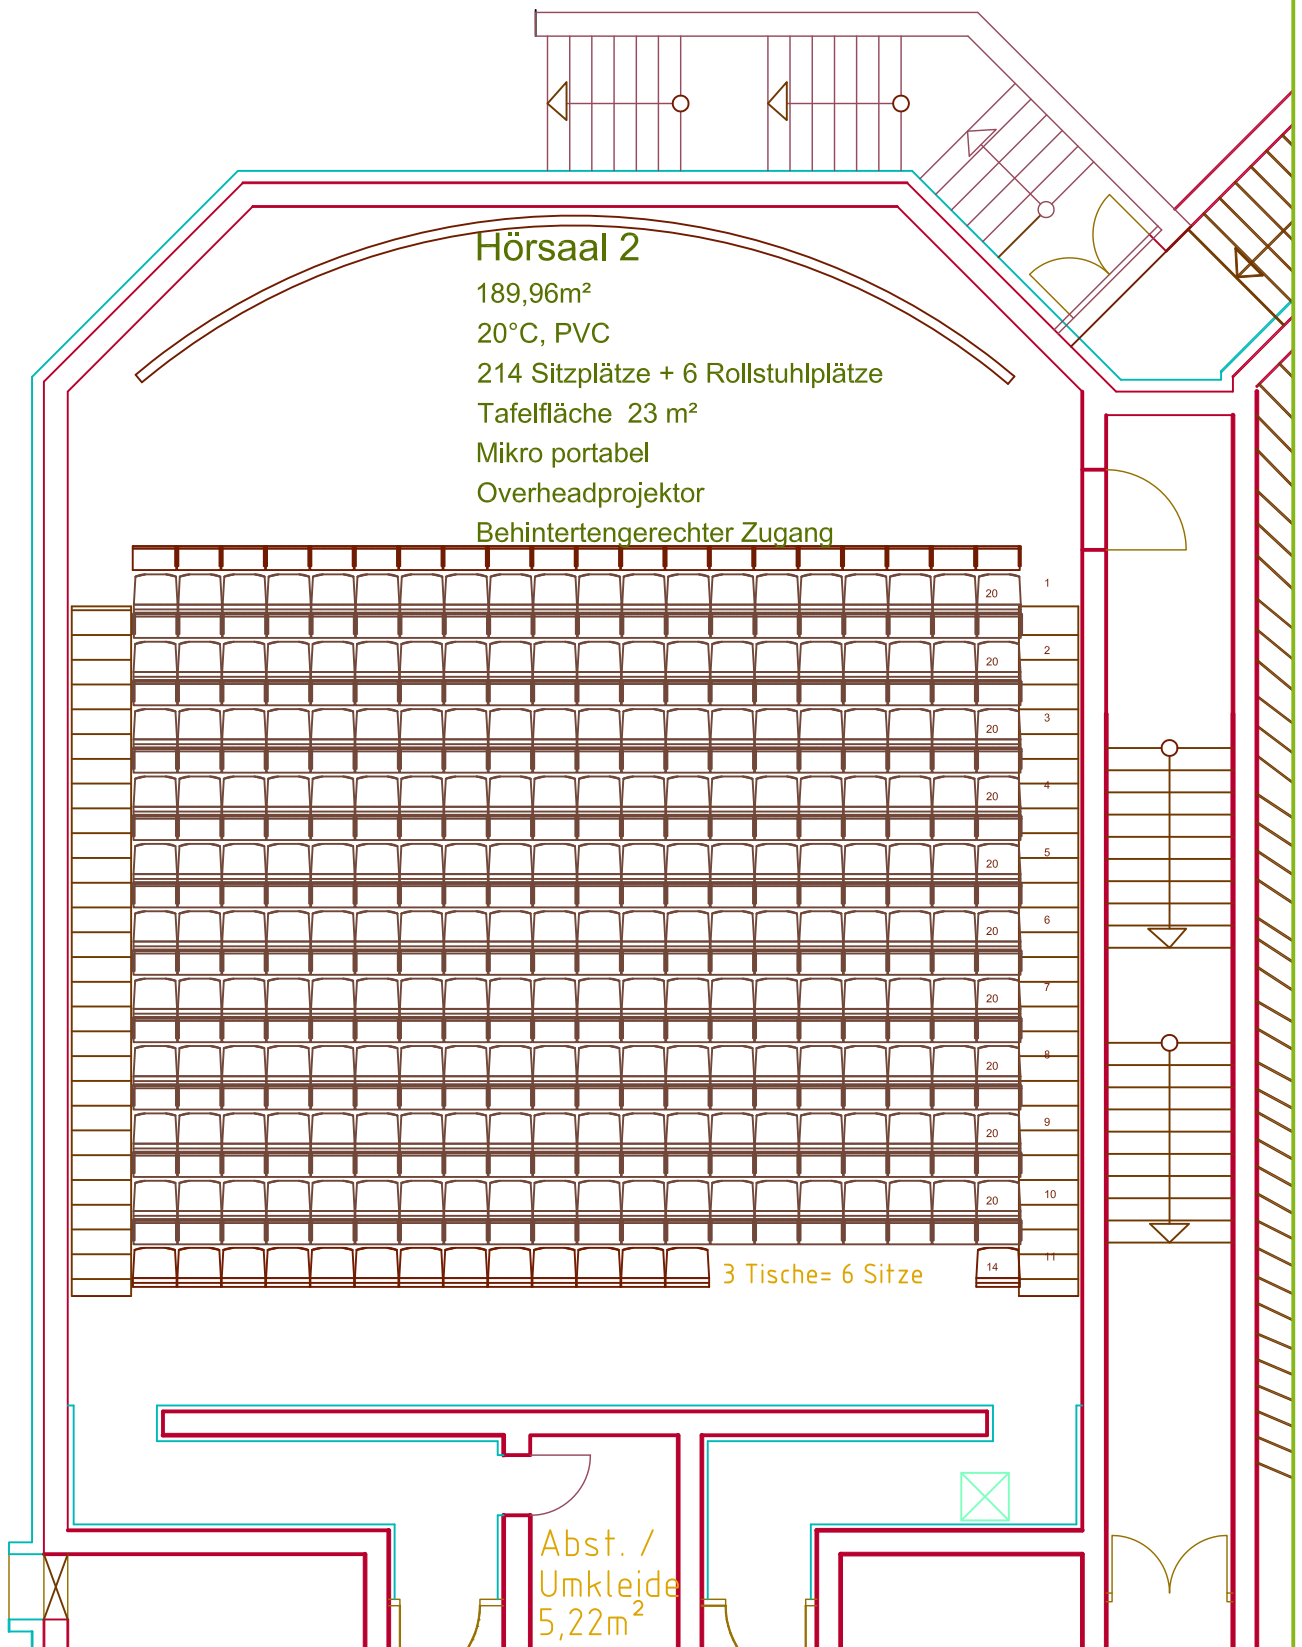 Hörsaal 2
189,96m²
20°C, PVC
214 Sitzplätze + 6 Rollstuhlplätze
Tafelfläche 23 m²
Mikro portabel
Overheadprojektor
Behintertengerechter Zugang
20 1
20 2
20 3
20 4
20 5
20 6
20 7
20 8
20 9
20 10
3 Tische= 6 Sitze 14 11
Abst. /
Umkleide
5,22m²